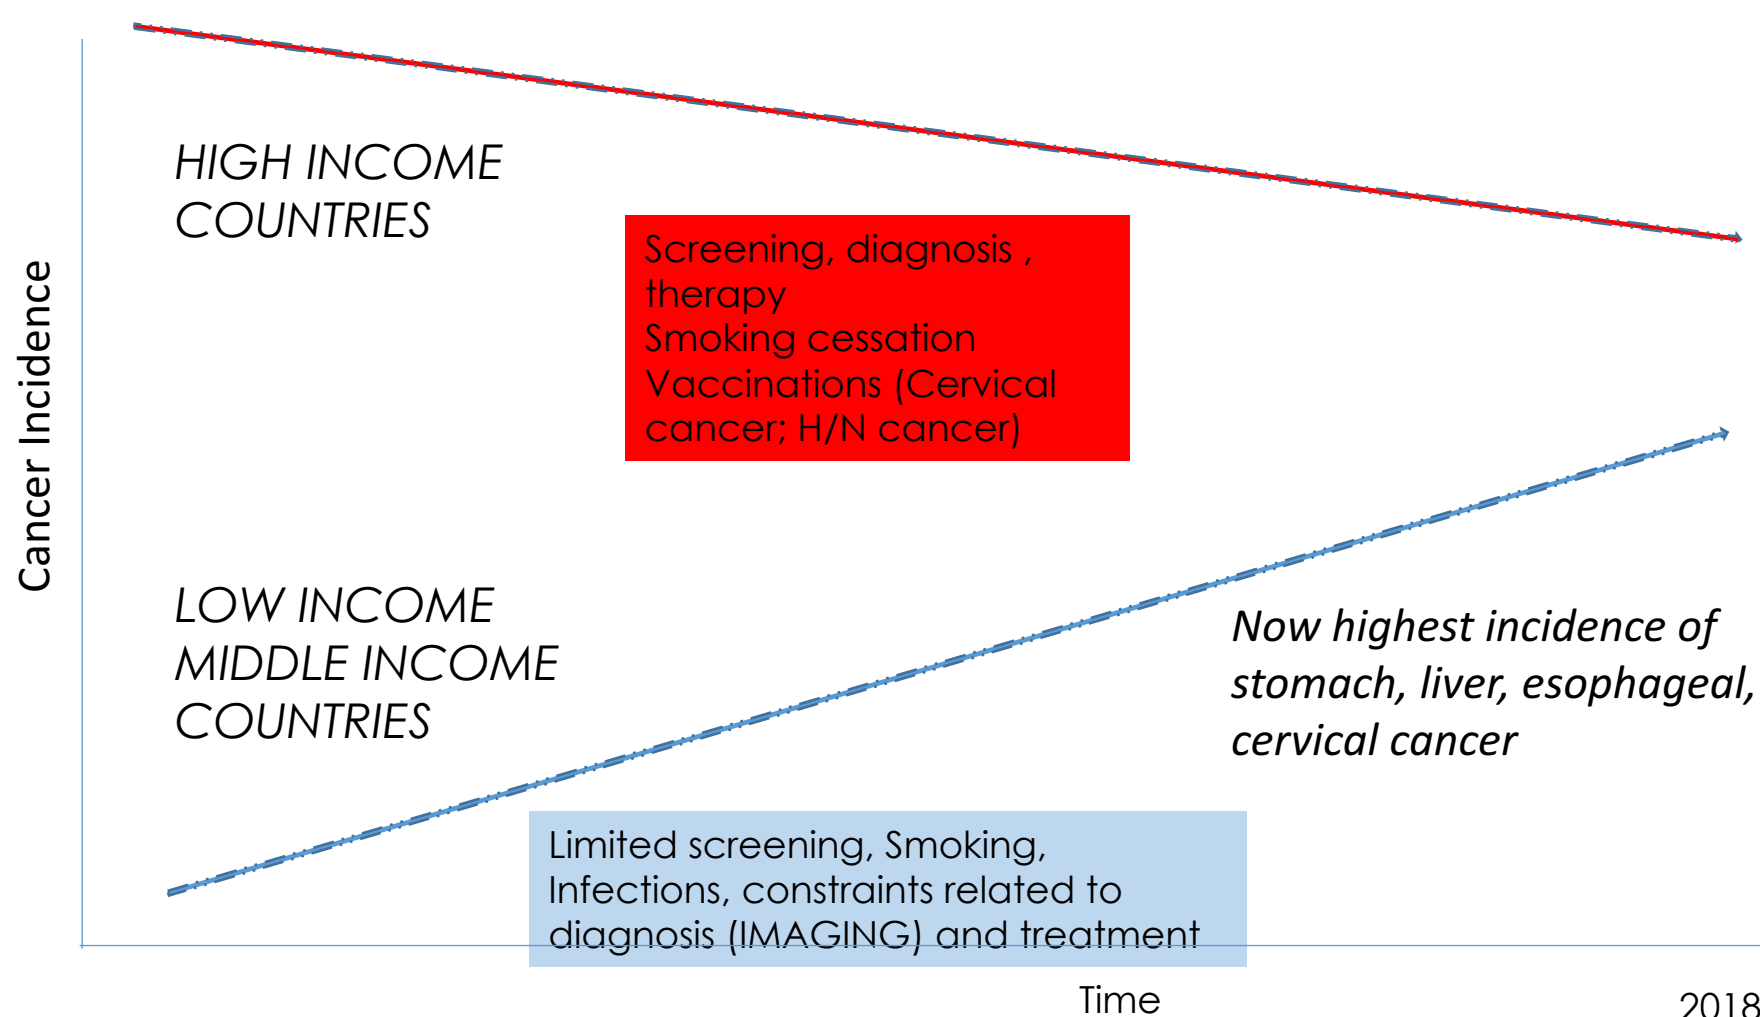 HIGH INCOME
COUNTRIES
Screening, diagnosis ,
therapy
Smoking cessation
Vaccinations (Cervical
cancer; H/N cancer)
Cancer Incidence
LOW INCOME
MIDDLE INCOME
COUNTRIES
Now highest incidence of
stomach, liver, esophageal,
cervical cancer
Limited screening, Smoking,
Infections, constraints related to
diagnosis (IMAGING) and treatment
Time
2018